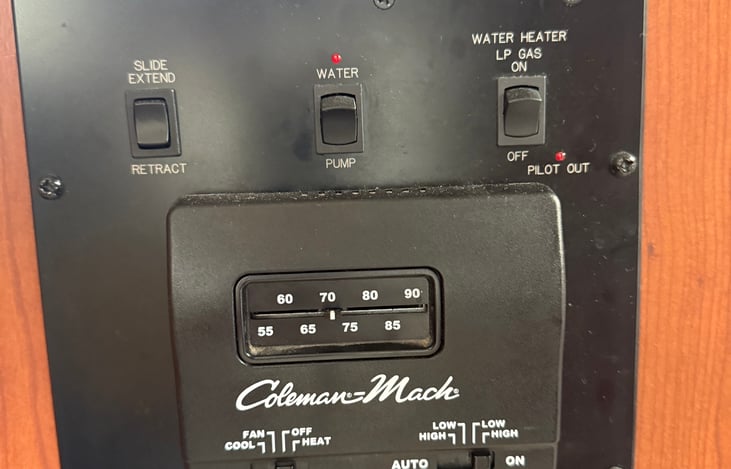 SLIDE
EXTEND
RETRACT
WATER
PUMP
WATER HEATER
LP GAS
ON
OFF
PILOT OUT
60 70 80 90
55 65 75 85
Coleman-Mach
FAN OFF
COOL HEAT
LOW LOW
HIGH HIGH
AUTO ON